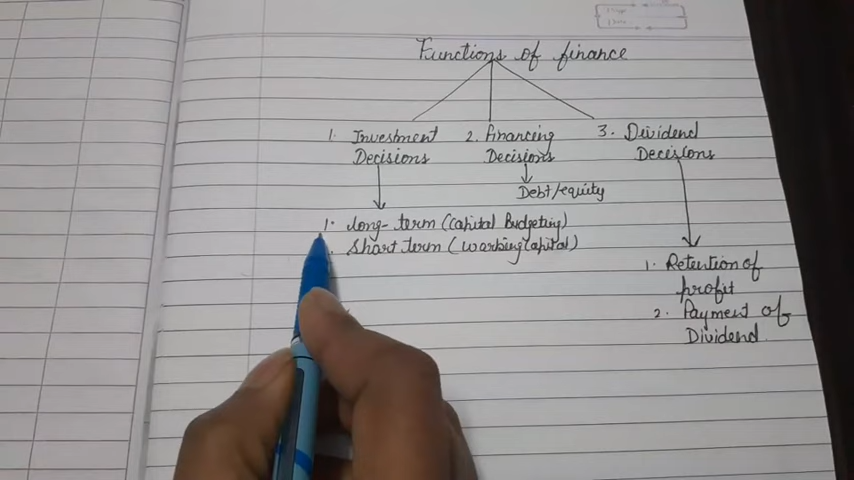 Functions of finance
1. Investment Decisions
2. Financing Decisions
3. Dividend Decisions
Debt/equity
1. Long-term (Capital Budgeting)
Short term (working Capital)
1. Retention of
profit
2. Payment of
Dividend.